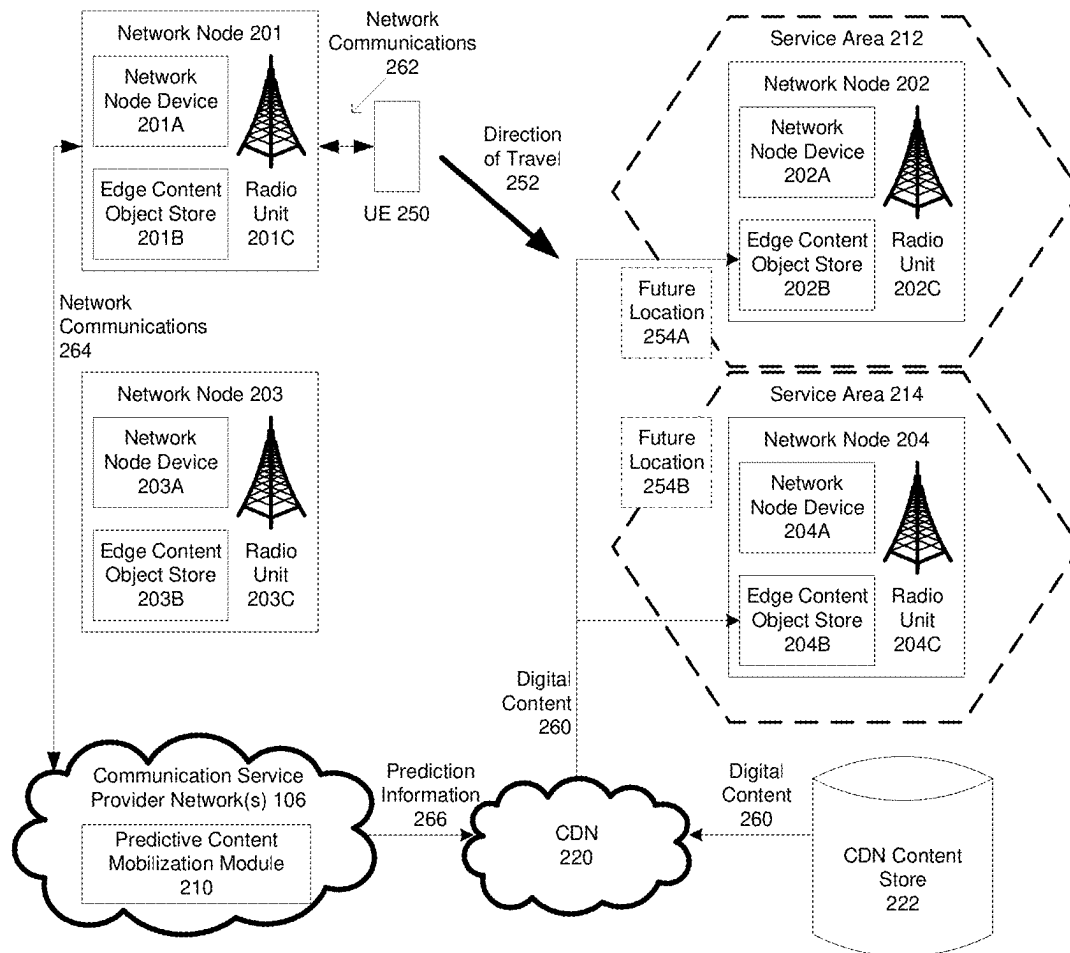 Network Node 201
Network
Node Device
201A
Edge Content
Object Store
201B
Radio
Unit
201C
Network
Communications
262
UE 250
Direction
of Travel
252
Service Area 212
Network Node 202
Network
Node Device
202A
Edge Content
Object Store
202B
Radio
Unit
202C
Future
Location
254A
Network
Communications
264
Network Node 203
Network
Node Device
203A
Edge Content
Object Store
203B
Radio
Unit
203C
Service Area 214
Future
Location
254B
Network Node 204
Network
Node Device
204A
Edge Content
Object Store
204B
Radio
Unit
204C
Digital
Content
260
Communication Service
Provider Network(s) 106
Predictive Content
Mobilization Module
210
Prediction
Information
266
CDN
220
Digital
Content
260
CDN Content
Store
222